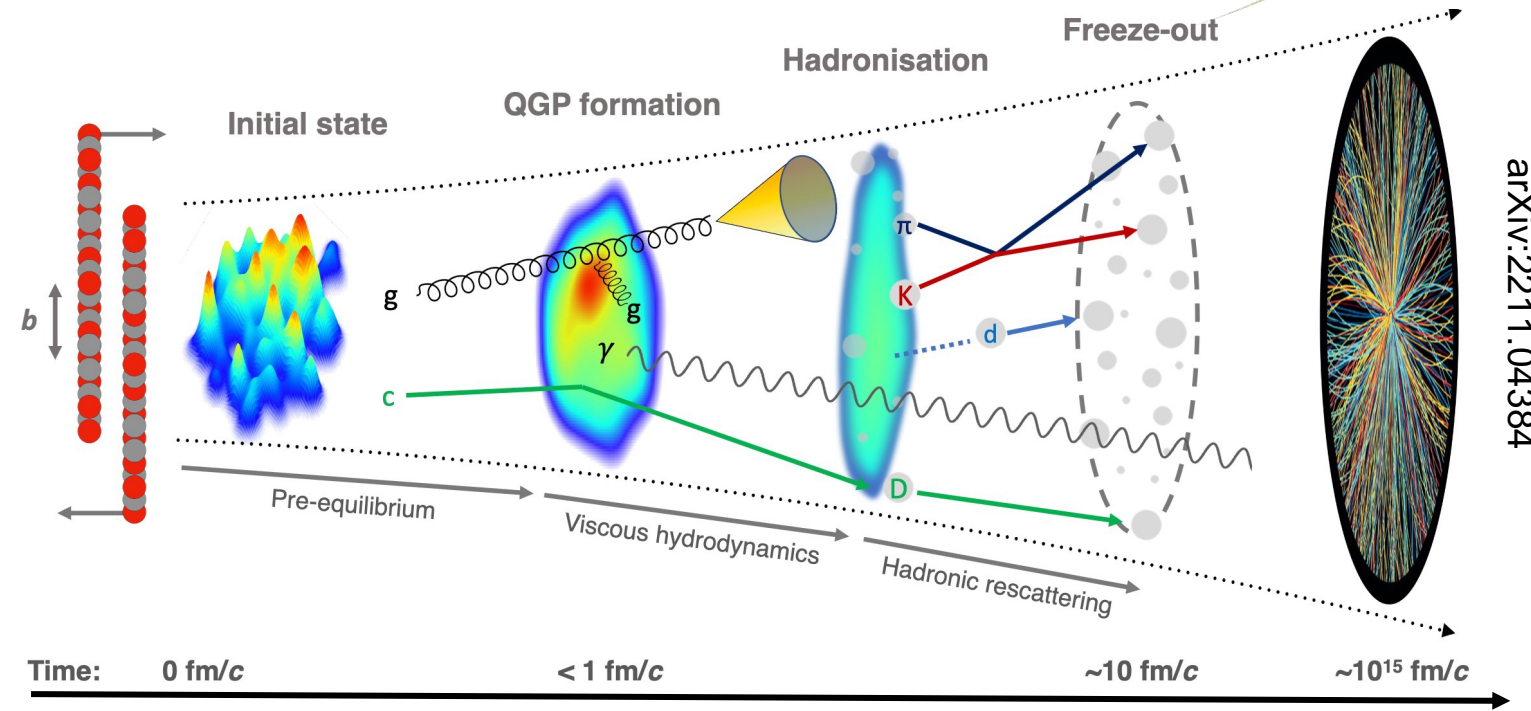 Freeze-out
Hadronisation
QGP formation
Initial state
b
g
g
γ
c
π
K
d
D
Pre-equilibrium
Viscous hydrodynamics
Hadronic rescattering
Time: 0 fm/c < 1 fm/c ~10 fm/c ~10¹⁵ fm/c
arXiv:2211.04384